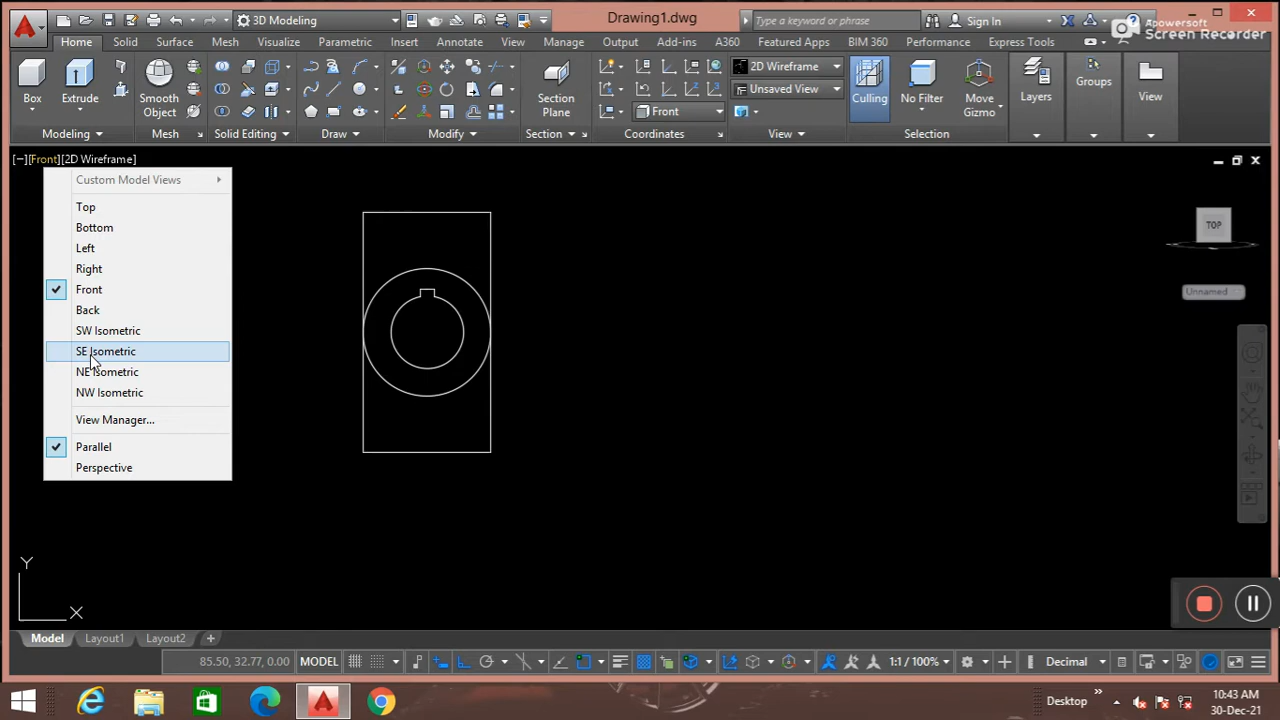 3D Modeling
Drawing1.dwg
Type a keyword or phrase
Sign In
Apowersoft
Screen Recorder
Home
Solid
Surface
Mesh
Visualize
Parametric
Insert
Annotate
View
Manage
Output
Add-ins
A360
Featured Apps
BIM 360
Performance
Express Tools
Box
Extrude
Smooth
Object
Section
Plane
Front
2D Wireframe
Unsaved View
Culling
No Filter
Move
Gizmo
Layers
Groups
View
Modeling
Mesh
Solid Editing
Draw
Modify
Section
Coordinates
View
Selection
[−][Front][2D Wireframe]
Custom Model Views
Top
Bottom
Left
Right
Front
Back
SW Isometric
SE Isometric
NE Isometric
NW Isometric
View Manager...
Parallel
Perspective
TOP
Unnamed
Y
X
Model
Layout1
Layout2
85.50, 32.77, 0.00
MODEL
1:1 / 100%
Decimal
Desktop
10:43 AM
30-Dec-21